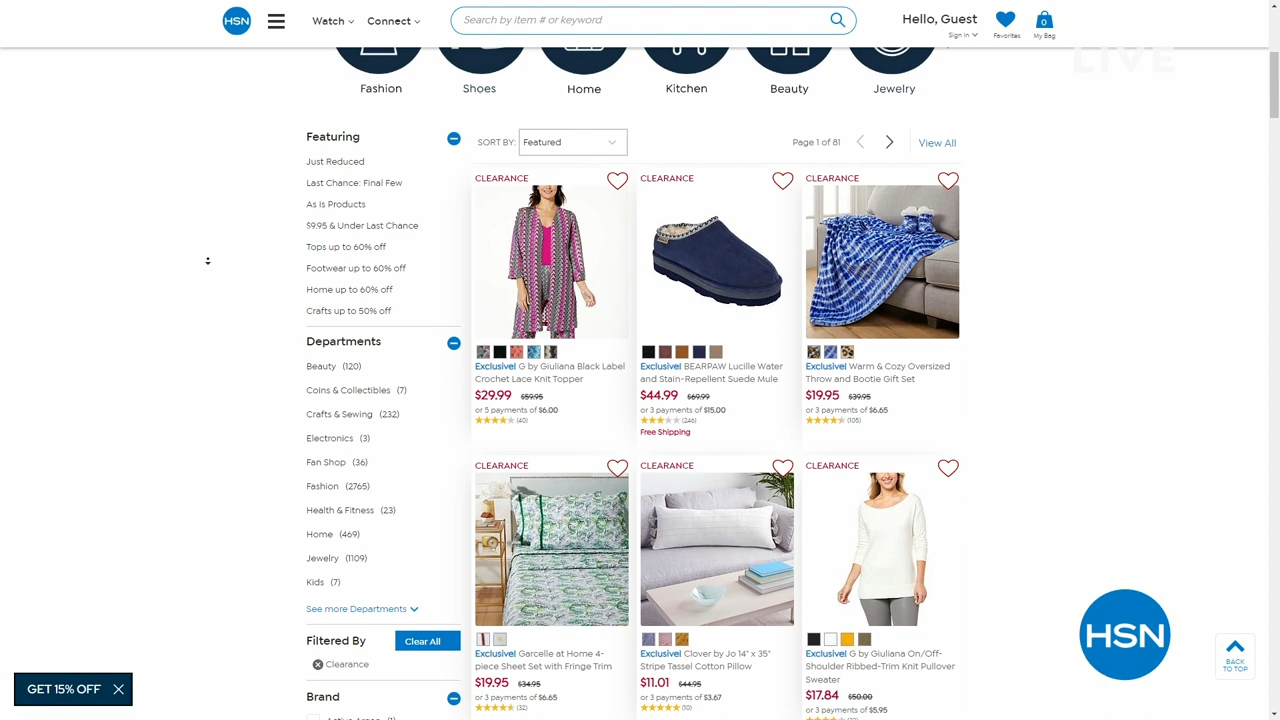 HSN
Watch
Connect
Search by item # or keyword
Hello, Guest
Sign In
Favorites
0
My Bag
LIVE
Fashion
Shoes
Home
Kitchen
Beauty
Jewelry
Featuring
Just Reduced
Last Chance: Final Few
As Is Products
$9.95 & Under Last Chance
Tops up to 60% off
Footwear up to 60% off
Home up to 60% off
Crafts up to 50% off
Departments
Beauty (120)
Coins & Collectibles (7)
Crafts & Sewing (232)
Electronics (3)
Fan Shop (36)
Fashion (2765)
Health & Fitness (23)
Home (469)
Jewelry (1109)
Kids (7)
See more Departments
Filtered By
Clear All
Clearance
Brand
SORT BY:
Featured
Page 1 of 81
View All
CLEARANCE
Exclusive! G by Giuliana Black Label
Crochet Lace Knit Topper
$29.99 $59.95
or 5 payments of $6.00
(40)
CLEARANCE
Exclusive! BEARPAW Lucille Water
and Stain-Repellent Suede Mule
$44.99 $69.99
or 3 payments of $15.00
(246)
Free Shipping
CLEARANCE
Exclusive! Warm & Cozy Oversized
Throw and Bootie Gift Set
$19.95 $39.95
or 3 payments of $6.65
(105)
CLEARANCE
Exclusive! Garcelle at Home 4-
piece Sheet Set with Fringe Trim
$19.95 $34.95
or 3 payments of $6.65
(32)
CLEARANCE
Exclusive! Clover by Jo 14" x 35"
Stripe Tassel Cotton Pillow
$11.01 $44.95
or 3 payments of $3.67
(10)
CLEARANCE
Exclusive! G by Giuliana On/Off-
Shoulder Ribbed-Trim Knit Pullover
Sweater
$17.84 $50.00
or 3 payments of $5.95
GET 15% OFF
HSN
BACK
TO TOP